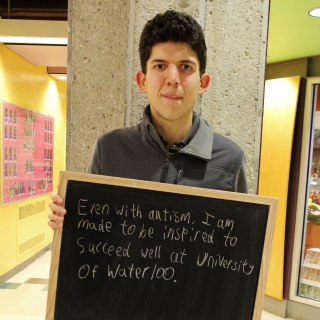 Even with autism, I am
made to be inspired to
Succeed well at University
Of Waterloo.